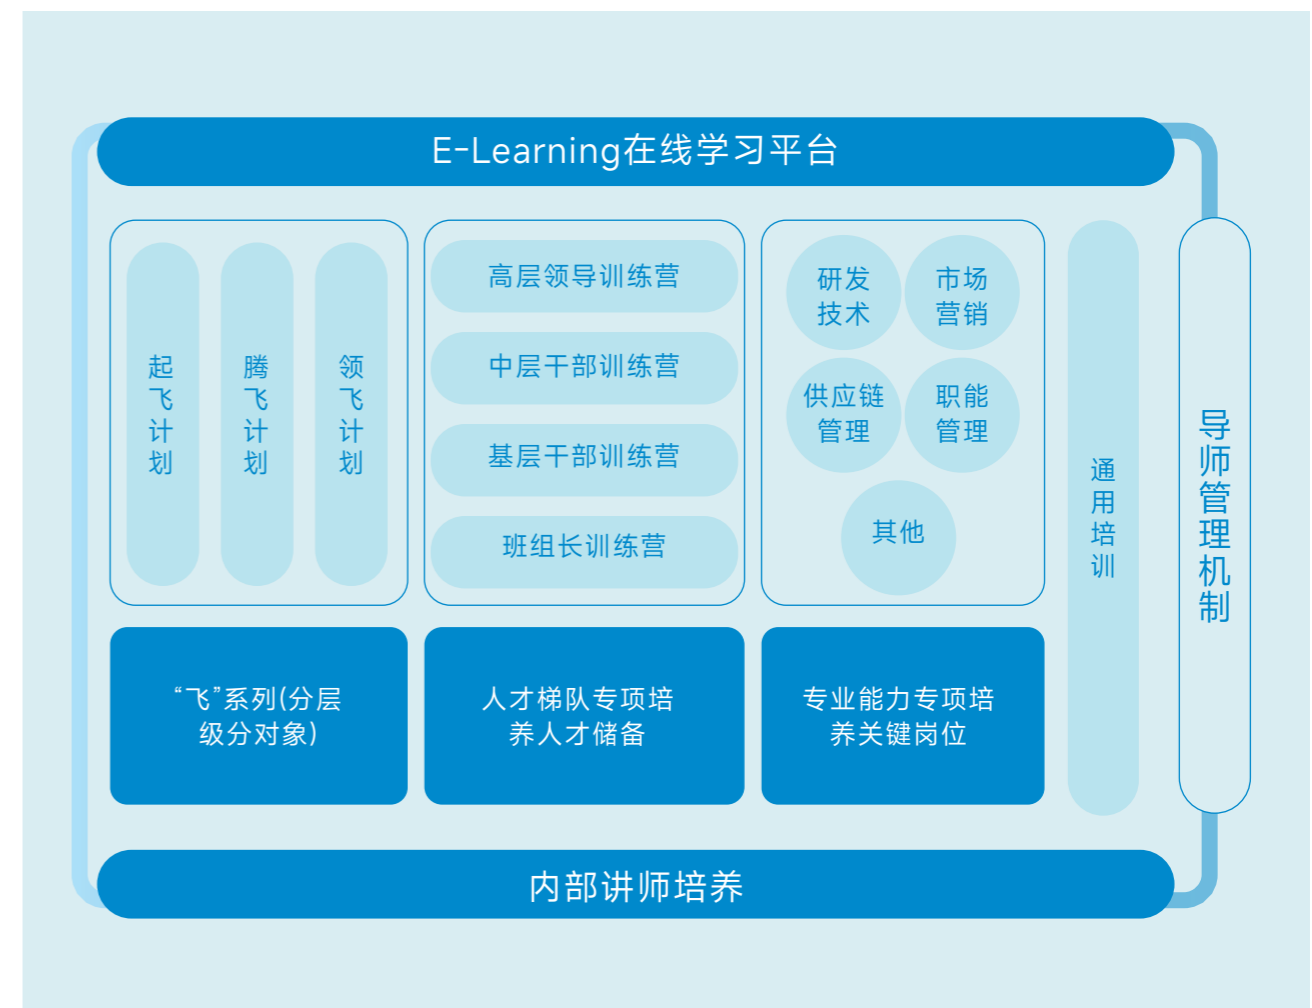 E-Learning在线学习平台
起飞计划
腾飞计划
领飞计划
高层领导训练营
中层干部训练营
基层干部训练营
班组长训练营
研发
技术
市场
营销
供应链
管理
职能
管理
其他
通用培训
导师管理机制
“飞”系列(分层
级分对象)
人才梯队专项培
养人才储备
专业能力专项培
养关键岗位
内部讲师培养